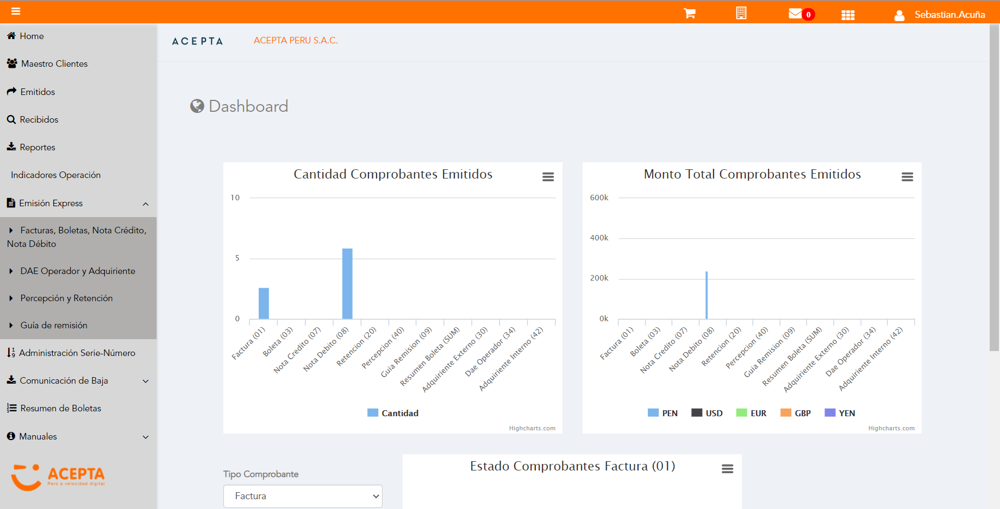 0
Sebastian.Acuña
Home
Maestro Clientes
Emitidos
Recibidos
Reportes
Indicadores Operación
Emisión Express
Facturas, Boletas, Nota Crédito,
Nota Débito
DAE Operador y Adquiriente
Percepción y Retención
Guía de remisión
Administración Serie-Número
Comunicación de Baja
Resumen de Boletas
Manuales
ACEPTA
Perú a velocidad digital
ACEPTA
ACEPTA PERU S.A.C.
Dashboard
Cantidad Comprobantes Emitidos
10
5
0
Factura (01)
Boleta (03)
Nota Credito (07)
Nota Debito (08)
Retencion (20)
Percepcion (40)
Guia Remision (09)
Resumen Boleta (SUM)
Adquiriente Externo (30)
Dae Operador (34)
Adquiriente Interno (42)
Cantidad
Highcharts.com
Monto Total Comprobantes Emitidos
600k
400k
200k
0k
Factura (01)
Boleta (03)
Nota Credito (07)
Nota Debito (08)
Retencion (20)
Percepcion (40)
Guia Remision (09)
Resumen Boleta (SUM)
Adquiriente Externo (30)
Dae Operador (34)
Adquiriente Interno (42)
PEN USD EUR GBP YEN
Highcharts.com
Tipo Comprobante
Factura
Estado Comprobantes Factura (01)